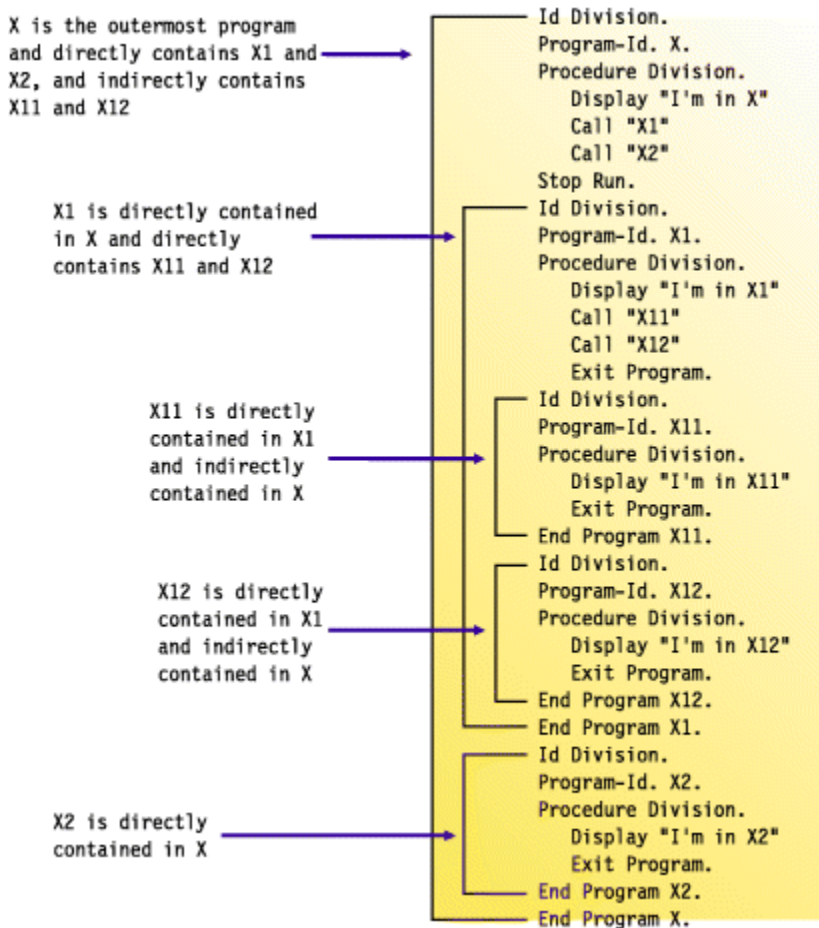 X is the outermost program
and directly contains X1 and
X2, and indirectly contains
X11 and X12
X1 is directly contained
in X and directly
contains X11 and X12
X11 is directly
contained in X1
and indirectly
contained in X
X12 is directly
contained in X1
and indirectly
contained in X
X2 is directly
contained in X
Id Division.
Program-Id. X.
Procedure Division.
Display "I'm in X"
Call "X1"
Call "X2"
Stop Run.
Id Division.
Program-Id. X1.
Procedure Division.
Display "I'm in X1"
Call "X11"
Call "X12"
Exit Program.
Id Division.
Program-Id. X11.
Procedure Division.
Display "I'm in X11"
Exit Program.
End Program X11.
Id Division.
Program-Id. X12.
Procedure Division.
Display "I'm in X12"
Exit Program.
End Program X12.
End Program X1.
Id Division.
Program-Id. X2.
Procedure Division.
Display "I'm in X2"
Exit Program.
End Program X2.
End Program X.